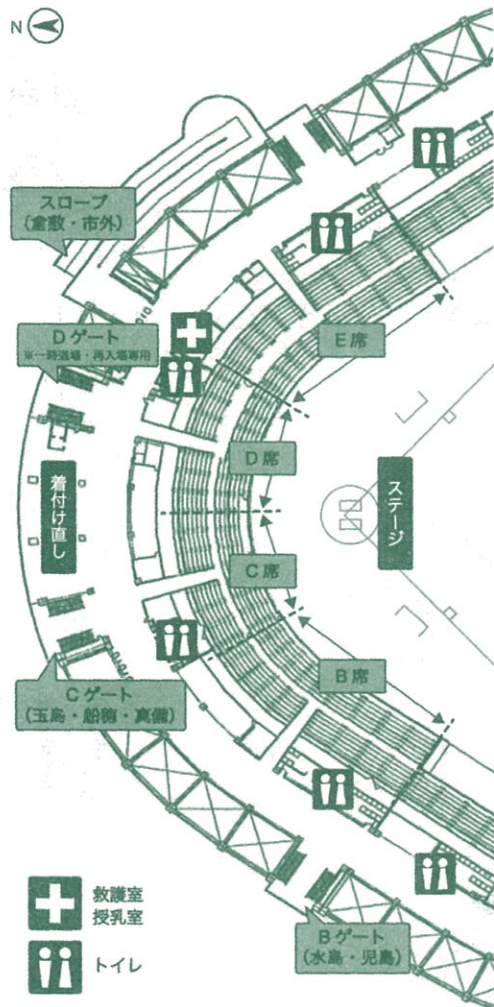 N
スロープ
（倉敷・市外）
Dゲート
※一時退場・再入場専用
E席
D席
着付け直し
ステージ
C席
B席
Cゲート
（玉島・船穂・真備）
救護室
授乳室
トイレ
Bゲート
（水島・児島）